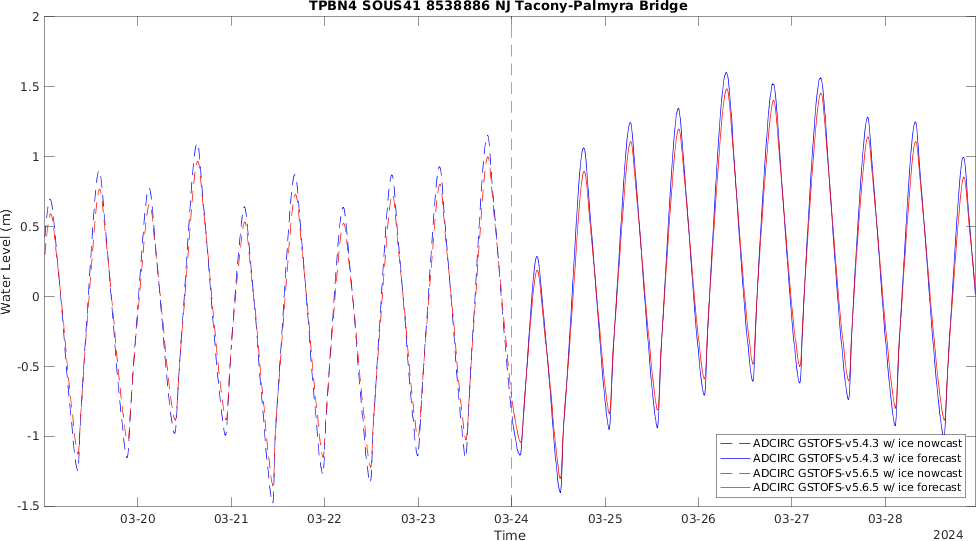 TPBN4 SOUS41 8538886 NJ Tacony-Palmyra Bridge
2
1.5
1
0.5
0
-0.5
-1
-1.5
Water Level (m)
03-20 03-21 03-22 03-23 03-24 03-25 03-26 03-27 03-28
Time
2024
ADCIRC GSTOFS-v5.4.3 w/ ice nowcast
ADCIRC GSTOFS-v5.4.3 w/ ice forecast
ADCIRC GSTOFS-v5.6.5 w/ ice nowcast
ADCIRC GSTOFS-v5.6.5 w/ ice forecast